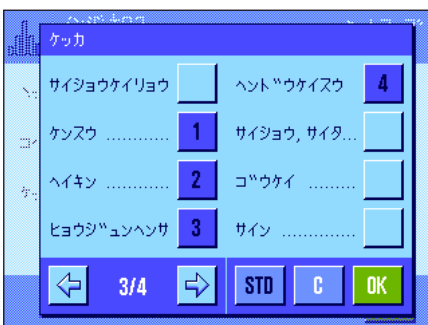 ケッカ
サイショウケイリョウ
ヘント゛ウケイスウ 4
ケンスウ ............ 1
サイショウ, サイタ...
ヘイキン ............ 2
コ゛ウケイ .........
ヒョウシ゛ュンヘンサ 3
サイン ..............
3/4
STD
C
OK